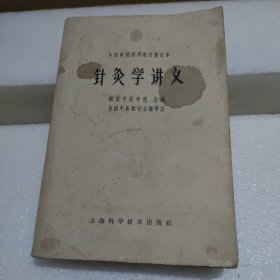 中医学院试用教材重订本
针灸学讲义
南京中医学院 主编
全国中医教材会议审定
上海科学技术出版社